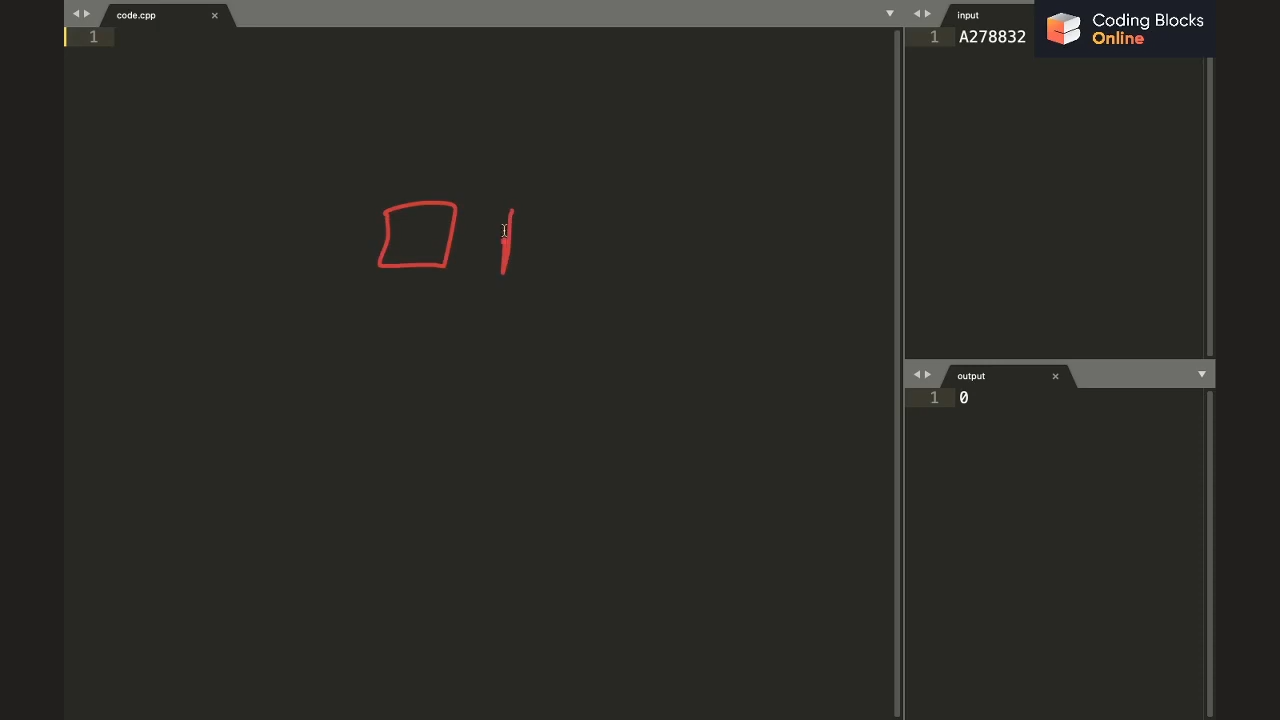 code.cpp
1
input
1 A278832
Coding Blocks
Online
output
1 0